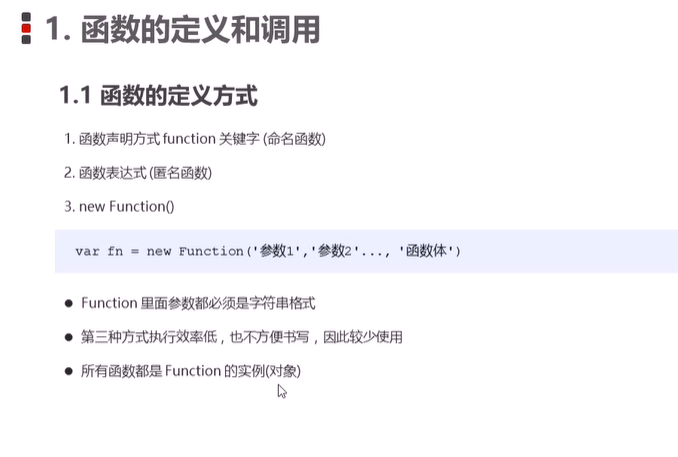 1. 函数的定义和调用
1.1 函数的定义方式
1. 函数声明方式 function 关键字 (命名函数)
2. 函数表达式 (匿名函数)
3. new Function()
var fn = new Function('参数1','参数2'..., '函数体')
● Function 里面参数都必须是字符串格式
● 第三种方式执行效率低，也不方便书写，因此较少使用
● 所有函数都是 Function 的实例(对象)